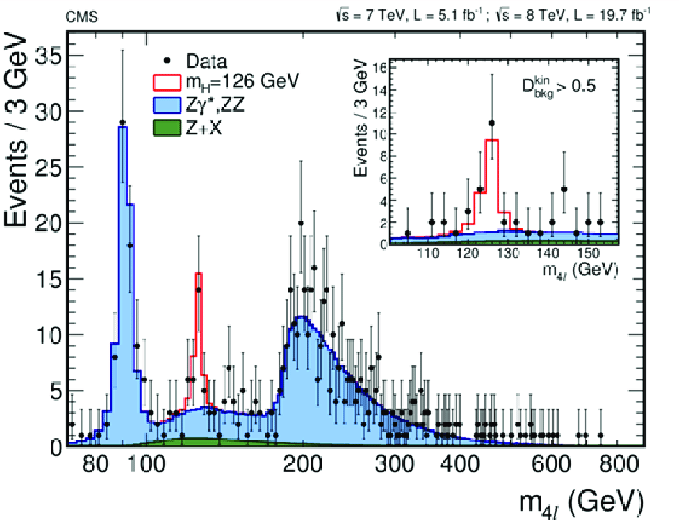 CMS
√s = 7 TeV, L = 5.1 fb⁻¹ ; √s = 8 TeV, L = 19.7 fb⁻¹
Events / 3 GeV
35
30
25
20
15
10
5
0
Data
m_H=126 GeV
Zγ*,ZZ
Z+X
Events / 3 GeV
16
14
12
10
8
6
4
2
0
D^kin_bkg > 0.5
110 120 130 140 150
m_4l (GeV)
80 100 200 300 400 600 800
m_4l (GeV)